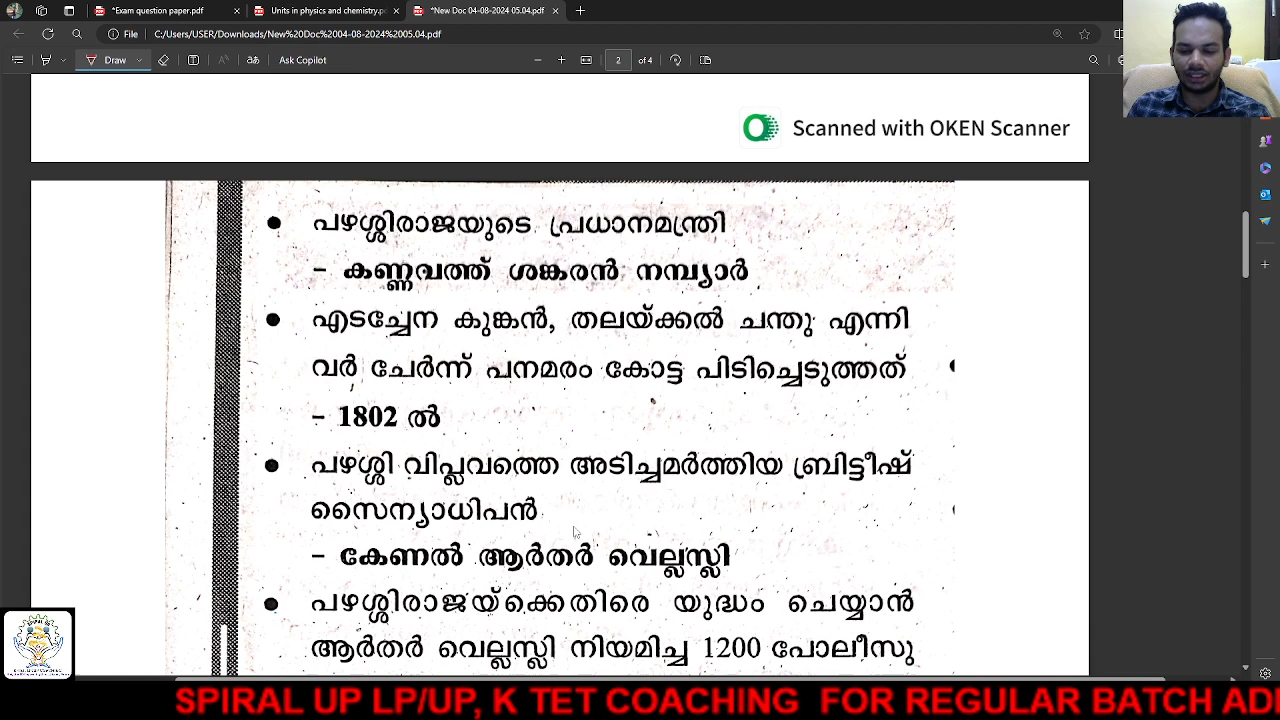 *Exam question paper.pdf
Units in physics and chemistry.p
*New Doc 04-08-2024 05.04.pdf
File
C:/Users/USER/Downloads/New%20Doc%2004-08-2024%2005.04.pdf
Draw
Ask Copilot
2 of 4
Scanned with OKEN Scanner
● പഴശ്ശിരാജയുടെ പ്രധാനമന്ത്രി
– കണ്ണവത്ത് ശങ്കരൻ നമ്പ്യാർ
● എടച്ചേന കുങ്കൻ, തലയ്ക്കൽ ചന്തു എന്നി
വർ ചേർന്ന് പനമരം കോട്ട പിടിച്ചെടുത്തത്
– 1802 ൽ
● പഴശ്ശി വിപ്ലവത്തെ അടിച്ചമർത്തിയ ബ്രിട്ടീഷ്
സൈന്യാധിപൻ
– കേണൽ ആർതർ വെല്ലസ്ലി
● പഴശ്ശിരാജയ്ക്കെതിരെ യുദ്ധം ചെയ്യാൻ
ആർതർ വെല്ലസ്ലി നിയമിച്ച 1200 പോലീസു
SPIRAL UP LP/UP, K TET COACHING FOR REGULAR BATCH AD